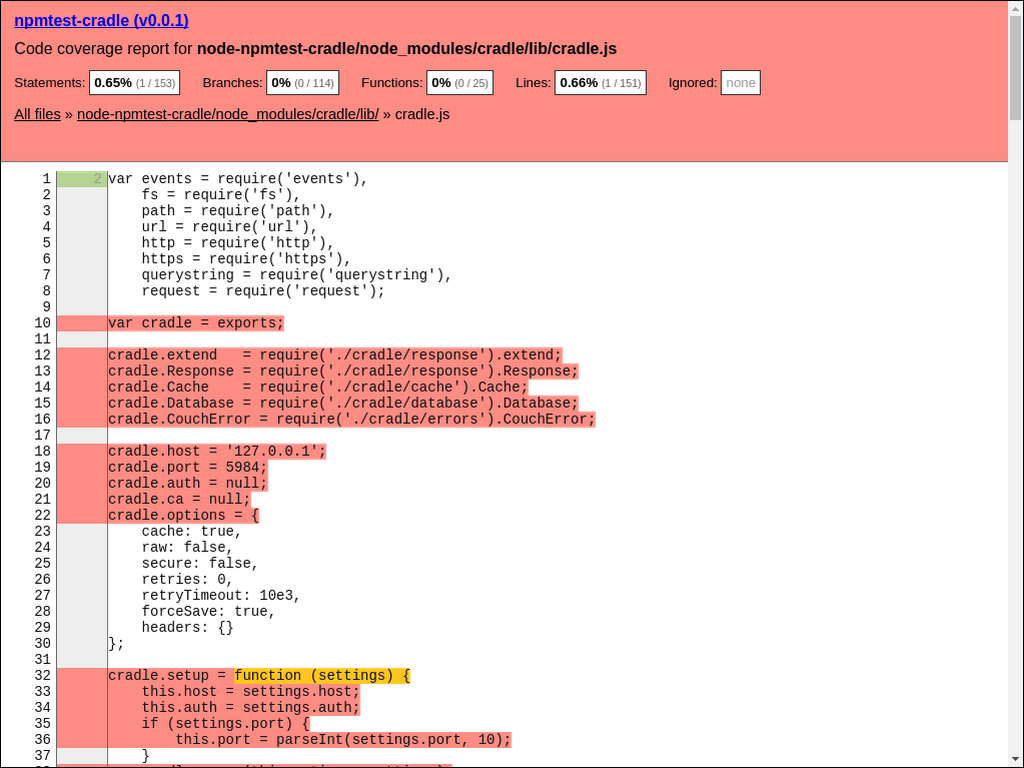 npmtest-cradle (v0.0.1)
Code coverage report for node-npmtest-cradle/node_modules/cradle/lib/cradle.js
Statements: 0.65% (1 / 153) Branches: 0% (0 / 114) Functions: 0% (0 / 25) Lines: 0.66% (1 / 151) Ignored: none
All files » node-npmtest-cradle/node_modules/cradle/lib/ » cradle.js
1 2 var events = require('events'),
2     fs = require('fs'),
3     path = require('path'),
4     url = require('url'),
5     http = require('http'),
6     https = require('https'),
7     querystring = require('querystring'),
8     request = require('request');
9
10 var cradle = exports;
11
12 cradle.extend   = require('./cradle/response').extend;
13 cradle.Response = require('./cradle/response').Response;
14 cradle.Cache    = require('./cradle/cache').Cache;
15 cradle.Database = require('./cradle/database').Database;
16 cradle.CouchError = require('./cradle/errors').CouchError;
17
18 cradle.host = '127.0.0.1';
19 cradle.port = 5984;
20 cradle.auth = null;
21 cradle.ca = null;
22 cradle.options = {
23     cache: true,
24     raw: false,
25     secure: false,
26     retries: 0,
27     retryTimeout: 10e3,
28     forceSave: true,
29     headers: {}
30 };
31
32 cradle.setup = function (settings) {
33     this.host = settings.host;
34     this.auth = settings.auth;
35     if (settings.port) {
36         this.port = parseInt(settings.port, 10);
37     }